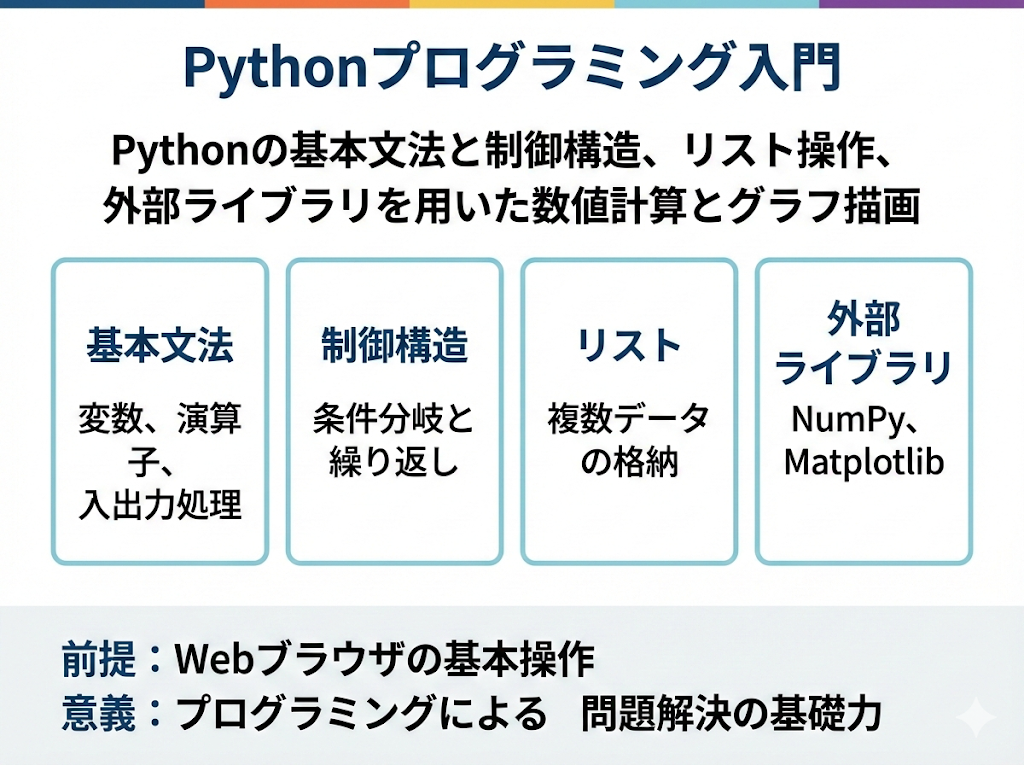 Pythonプログラミング入門
Pythonの基本文法と制御構造、リスト操作、
外部ライブラリを用いた数値計算とグラフ描画
基本文法
変数、演算
子、
入出力処理
制御構造
条件分岐と
繰り返し
リスト
複数データ
の格納
外部
ライブラリ
NumPy、
Matplotlib
前提：Webブラウザの基本操作
意義：プログラミングによる　問題解決の基礎力